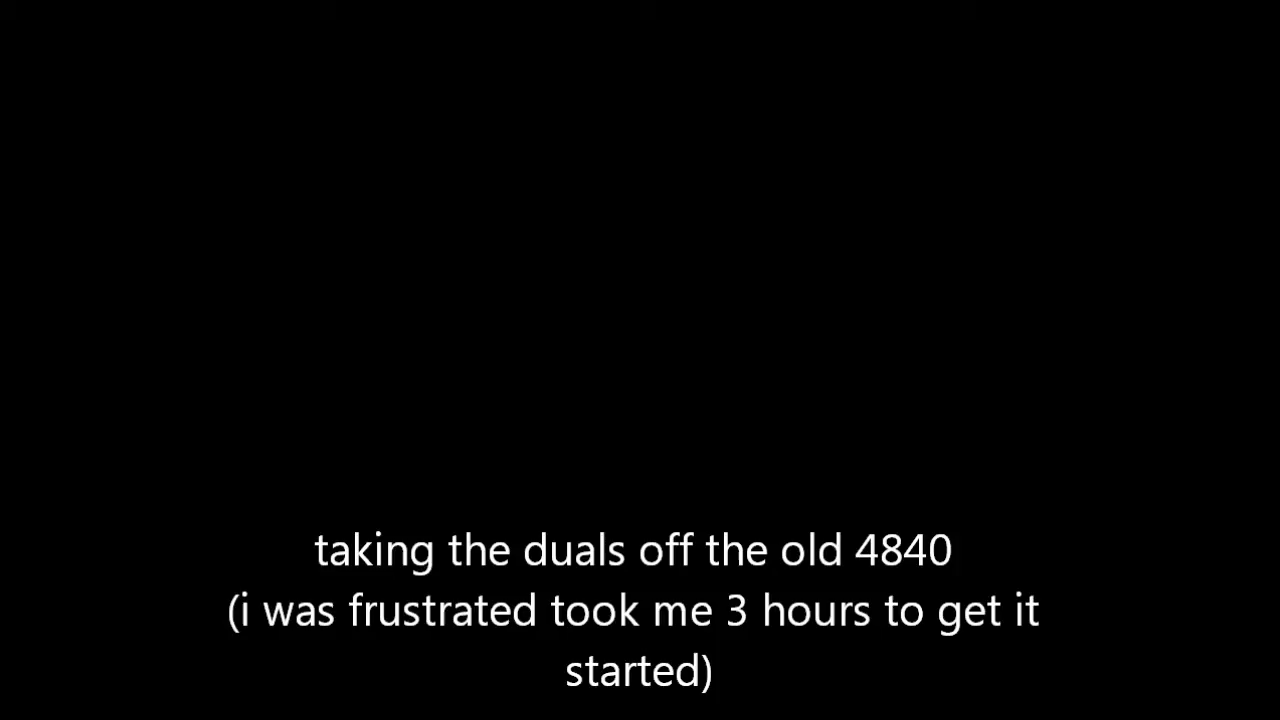 taking the duals off the old 4840
(i was frustrated took me 3 hours to get it
started)